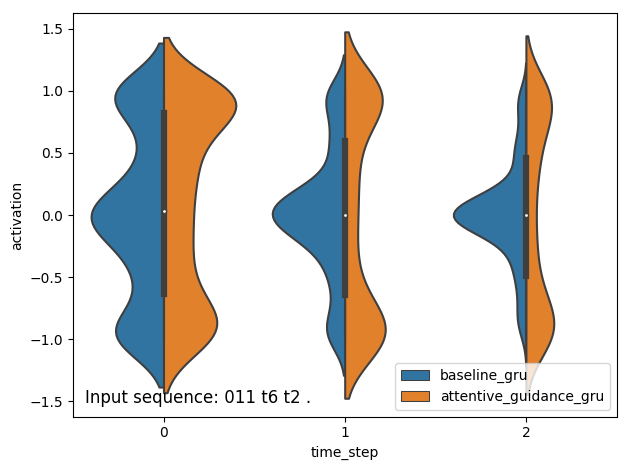 1.5
1.0
0.5
0.0
−0.5
−1.0
−1.5
activation
Input sequence: 011 t6 t2 .
baseline_gru
attentive_guidance_gru
0 1 2
time_step